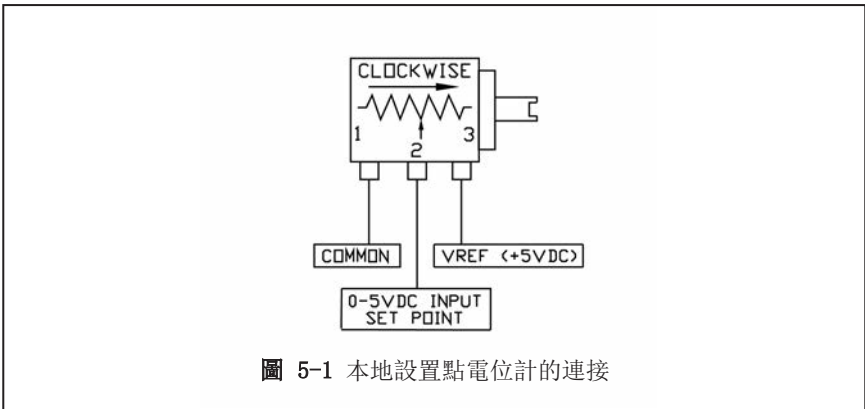 CLOCKWISE
1
2
3
COMMON
VREF (+5VDC)
0-5VDC INPUT
SET POINT
圖 5-1 本地設置點電位計的連接